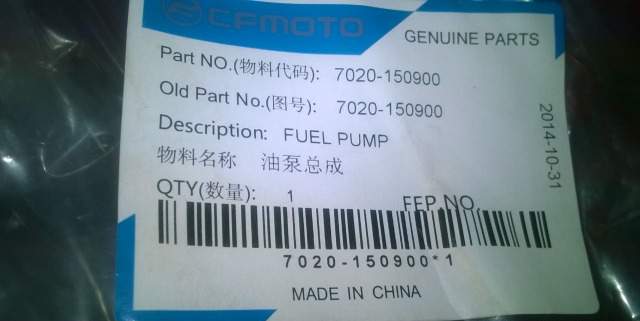 CFMOTO
GENUINE PARTS
Part NO.(物料代码): 7020-150900
Old Part No.(图号): 7020-150900
Description: FUEL PUMP
物料名称 油泵总成
QTY(数量): 1
FFP.NO.
2014-10-31
7020-150900*1
MADE IN CHINA